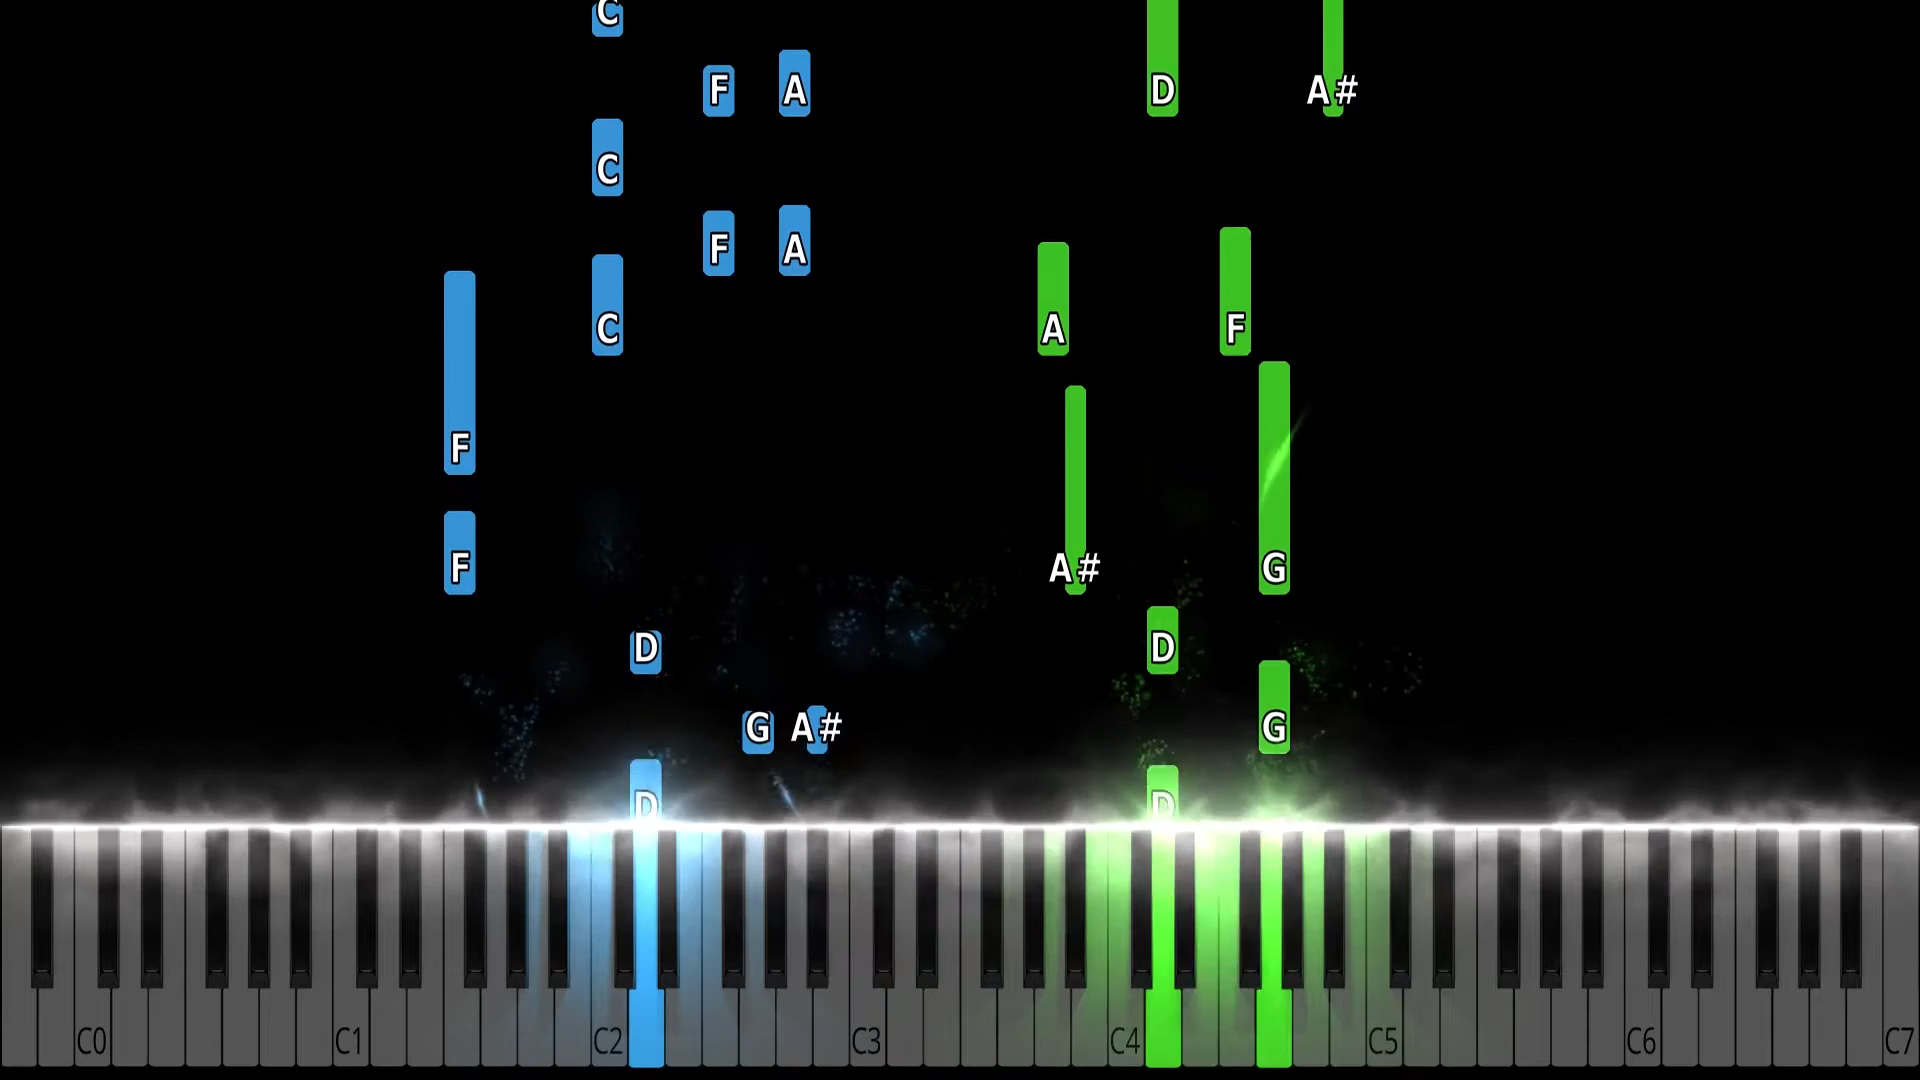 C
F A D A#
C
F A
C A F
F
F A# G
D D
G A# G
D D
C0 C1 C2 C3 C4 C5 C6 C7